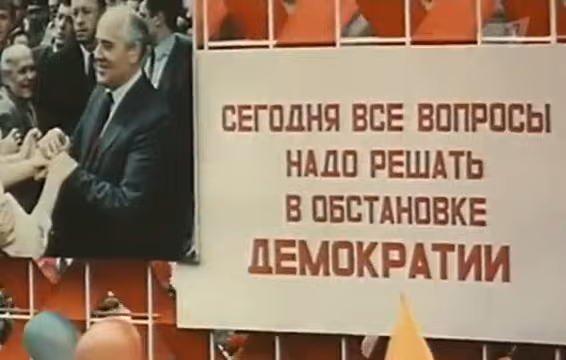 СЕГОДНЯ ВСЕ ВОПРОСЫ
НАДО РЕШАТЬ
В ОБСТАНОВКЕ
ДЕМОКРАТИИ